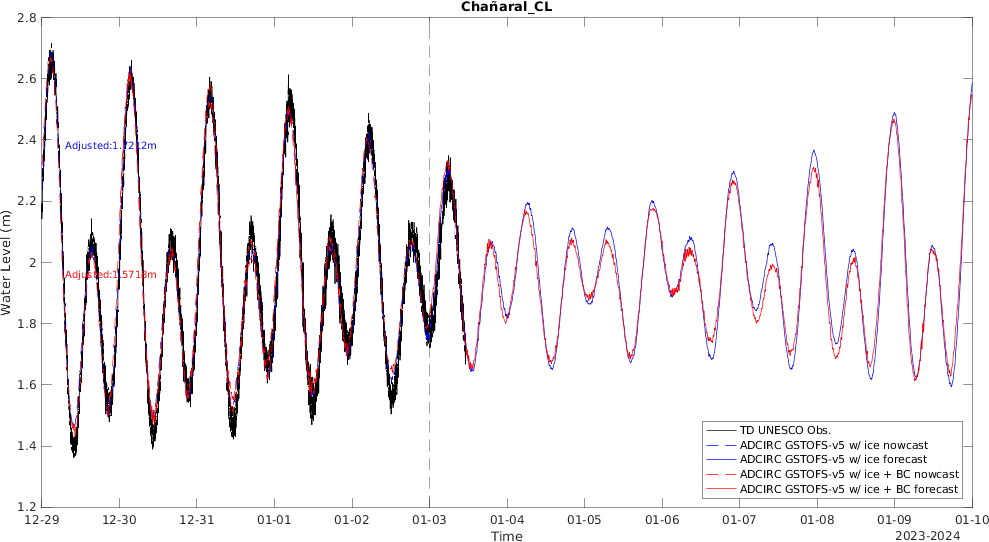 Chañaral_CL
2.8
2.6
2.4
2.2
2
1.8
1.6
1.4
1.2
Water Level (m)
Adjusted:1.7212m
Adjusted:1.5718m
TD UNESCO Obs.
ADCIRC GSTOFS-v5 w/ ice nowcast
ADCIRC GSTOFS-v5 w/ ice forecast
ADCIRC GSTOFS-v5 w/ ice + BC nowcast
ADCIRC GSTOFS-v5 w/ ice + BC forecast
12-29 12-30 12-31 01-01 01-02 01-03 01-04 01-05 01-06 01-07 01-08 01-09 01-10
Time
2023-2024